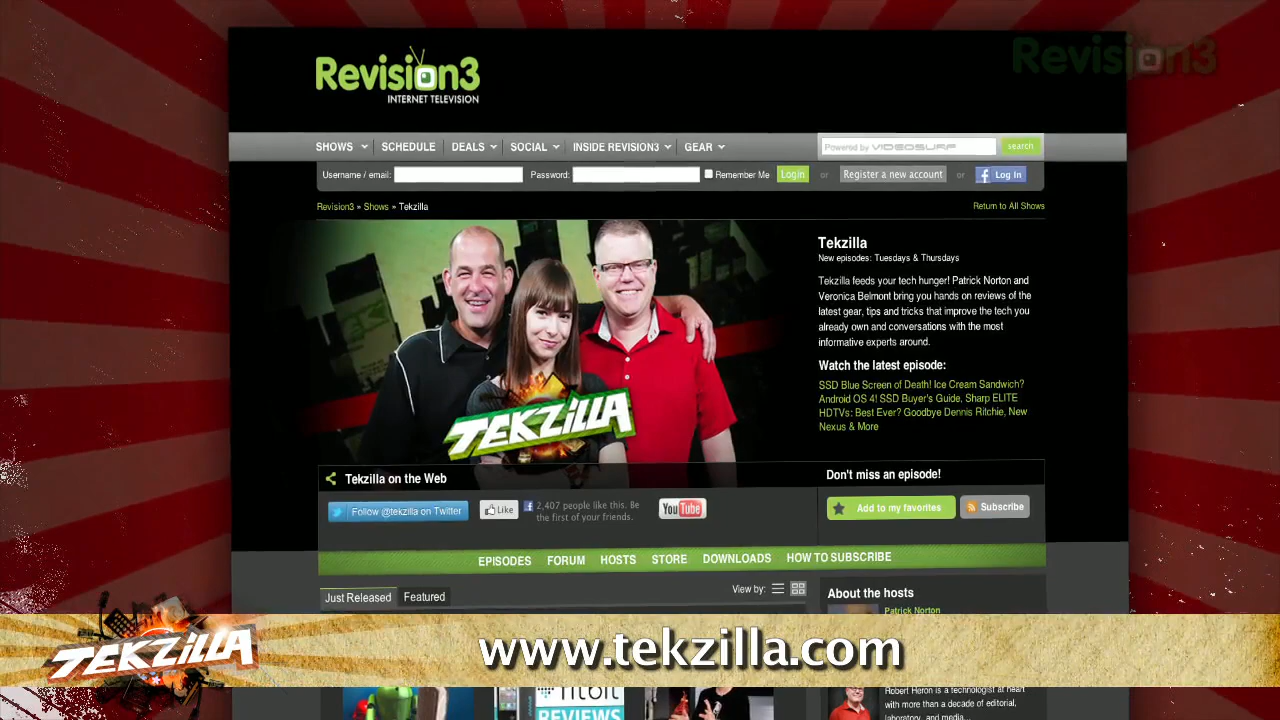 Revision3
Revision3
INTERNET TELEVISION
SHOWS SCHEDULE DEALS SOCIAL INSIDE REVISION3 GEAR Powered by VIDEOSURF search
Username / email: Password: Remember Me Login or Register a new account or f Log In
Revision3 » Shows » Tekzilla Return to All Shows
Tekzilla
New episodes: Tuesdays & Thursdays
Tekzilla feeds your tech hunger! Patrick Norton and
Veronica Belmont bring you hands on reviews of the
latest gear, tips and tricks that improve the tech you
already own and conversations with the most
informative experts around.
Watch the latest episode:
SSD Blue Screen of Death! Ice Cream Sandwich?
Android OS 4! SSD Buyer's Guide, Sharp ELITE
HDTVs: Best Ever? Goodbye Dennis Ritchie, New
Nexus & More
TEKZILLA
Tekzilla on the Web
Don't miss an episode!
Follow @tekzilla on Twitter Like f 2,407 people like this. Be
the first of your friends.
YouTube
Add to my favorites Subscribe
EPISODES FORUM HOSTS STORE DOWNLOADS HOW TO SUBSCRIBE
Just Released Featured View by:
About the hosts
Patrick Norton
TEKZILLA
www.tekzilla.com
REVIEWS
Robert Heron is a technologist at heart
with more than a decade of editorial,
laboratory, and media...